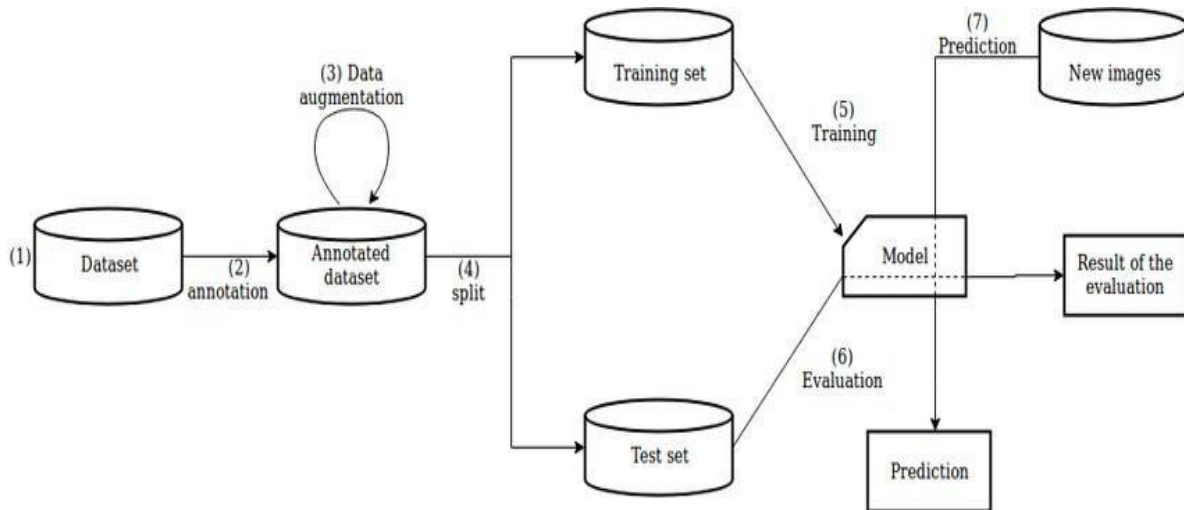 (1)
Dataset
(2)
annotation
(3) Data
augmentation
Annotated
dataset
(4)
split
Training set
Test set
(5)
Training
(6)
Evaluation
Model
(7)
Prediction
New images
Result of the
evaluation
Prediction